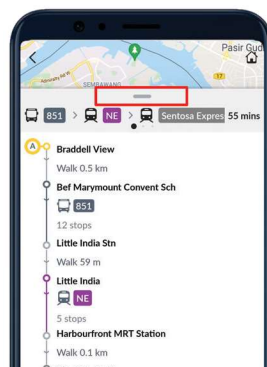 Pasir Gud
17
SEMBAWANG
851 > NE > Sentosa Expres 55 mins
A Braddell View
Walk 0.5 km
Bef Marymount Convent Sch
851
12 stops
Little India Stn
Walk 59 m
Little India
NE
5 stops
Harbourfront MRT Station
Walk 0.1 km